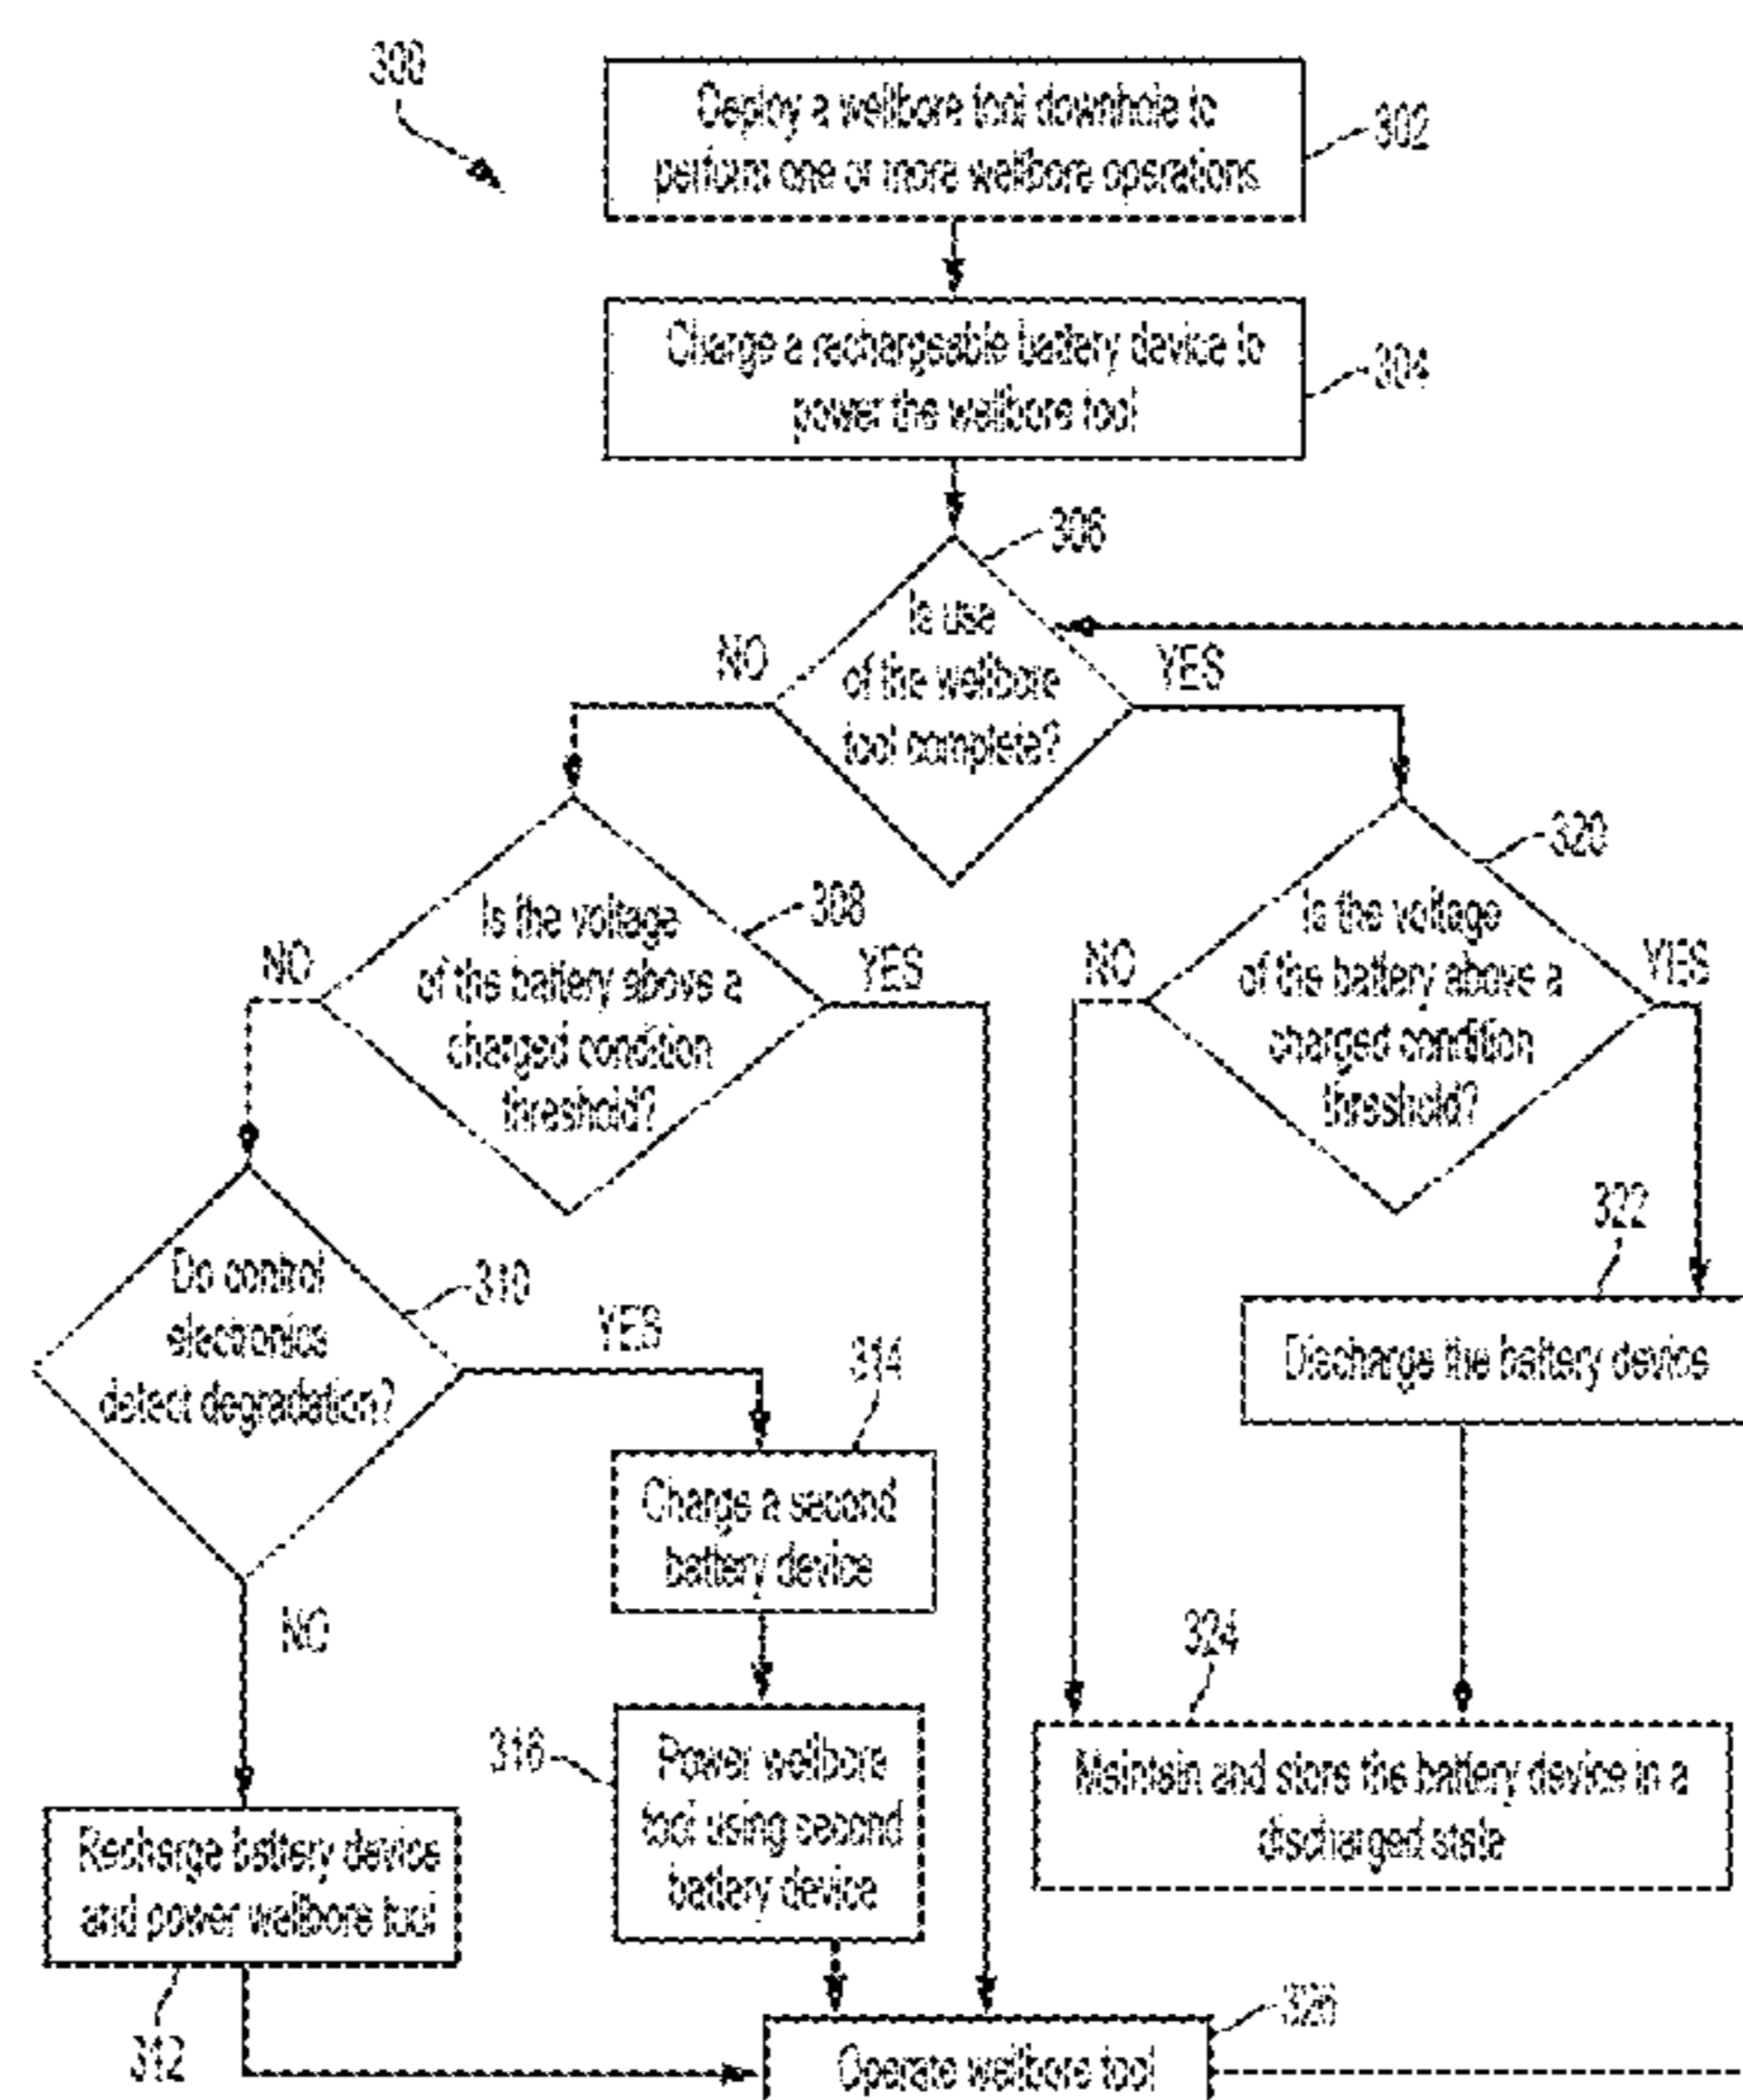 300
Deploy a wellbore tool downhole to
perform one or more wellbore operations
302
Charge a rechargeable battery device to
power the wellbore tool
304
306
Is use
of the wellbore
tool complete?
NO
YES
308
Is the voltage
of the battery above a
charged condition
threshold?
NO
YES
320
Is the voltage
of the battery above a
charged condition
threshold?
NO
YES
310
Do control
electronics
detect degradation?
YES
NO
314
Charge a second
battery device
322
Discharge the battery device
316
Power wellbore
tool using second
battery device
324
Maintain and store the battery device in a
discharged state
Recharge battery device
and power wellbore tool
312
Operate wellbore tool